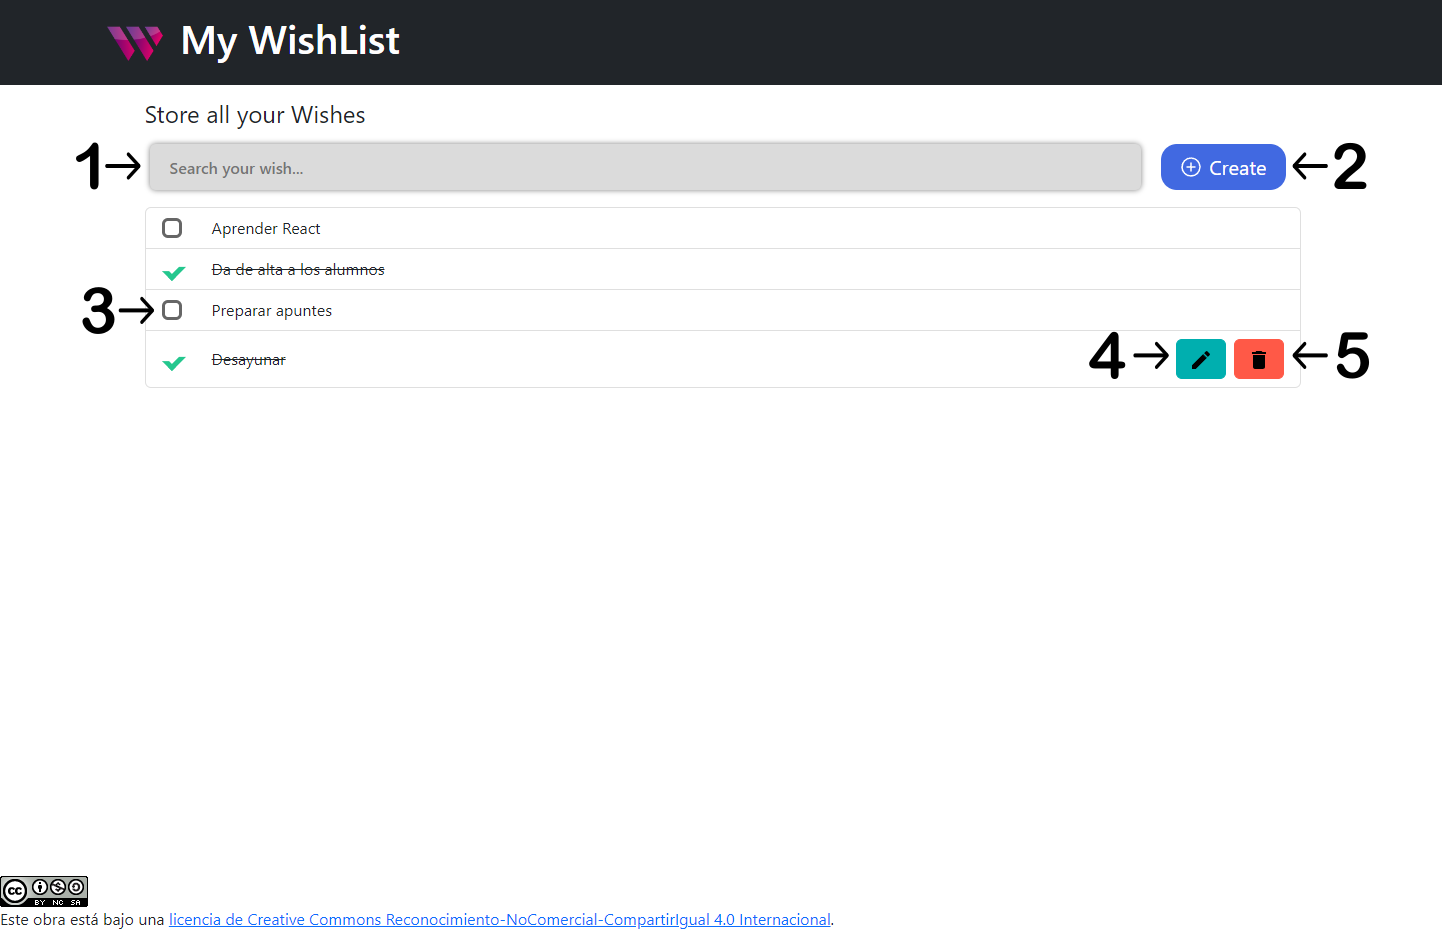 My WishList
Store all your Wishes
1 Search your wish... Create 2
Aprender React
Da de alta a los alumnos
3 Preparar apuntes
Desayunar 4 5
cc BY NC SA
Este obra está bajo una licencia de Creative Commons Reconocimiento-NoComercial-CompartirIgual 4.0 Internacional.